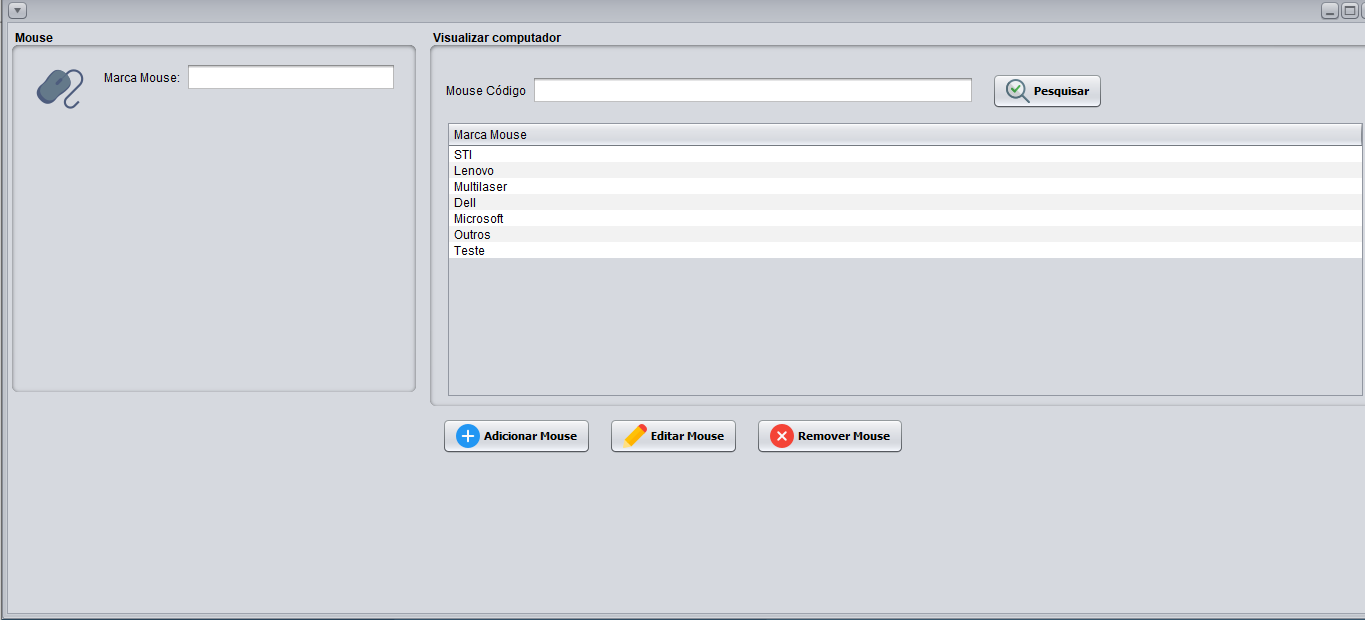 Mouse
Marca Mouse:
Visualizar computador
Mouse Código
Pesquisar
Marca Mouse
STI
Lenovo
Multilaser
Dell
Microsoft
Outros
Teste
Adicionar Mouse
Editar Mouse
Remover Mouse